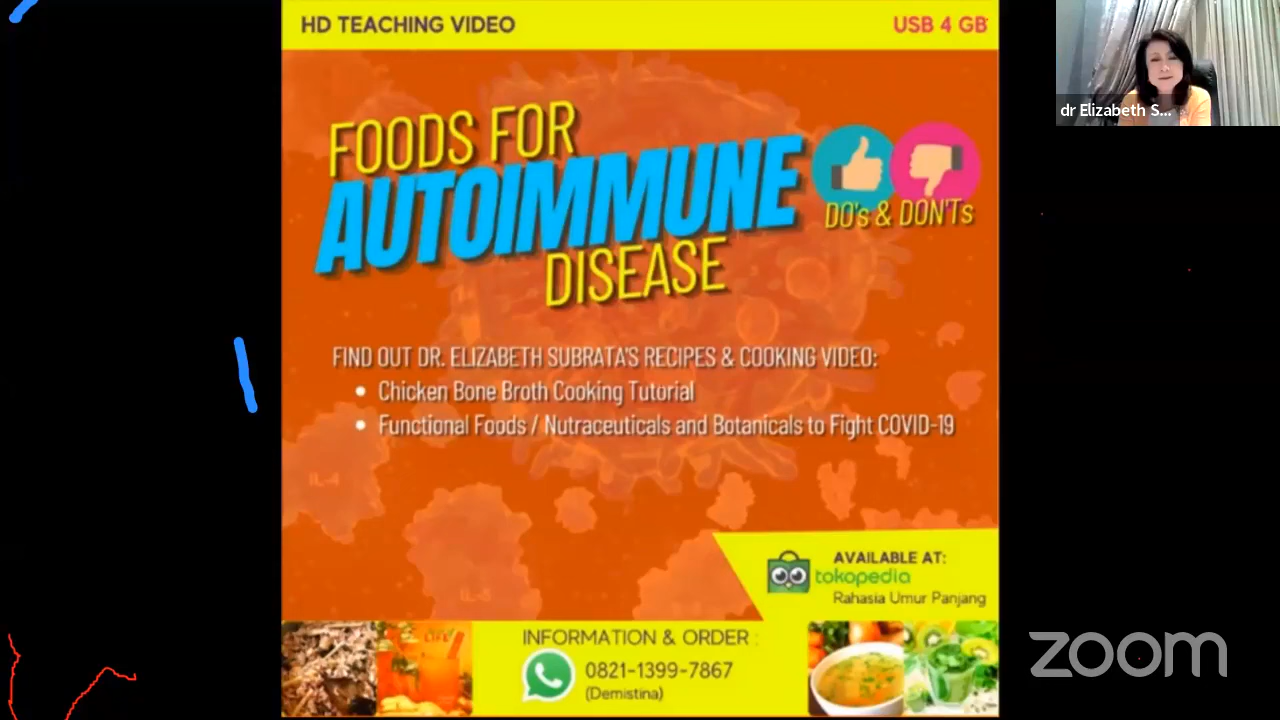 HD TEACHING VIDEO
USB 4 GB
dr Elizabeth S...
FOODS FOR
AUTOIMMUNE
DISEASE
DO's & DON'Ts
FIND OUT DR. ELIZABETH SUBRATA'S RECIPES & COOKING VIDEO:
Chicken Bone Broth Cooking Tutorial
Functional Foods / Nutraceuticals and Botanicals to Fight COVID-19
IL-4
AVAILABLE AT:
tokopedia
Rahasia Umur Panjang
INFORMATION & ORDER :
0821-1399-7867
(Demistina)
zoom